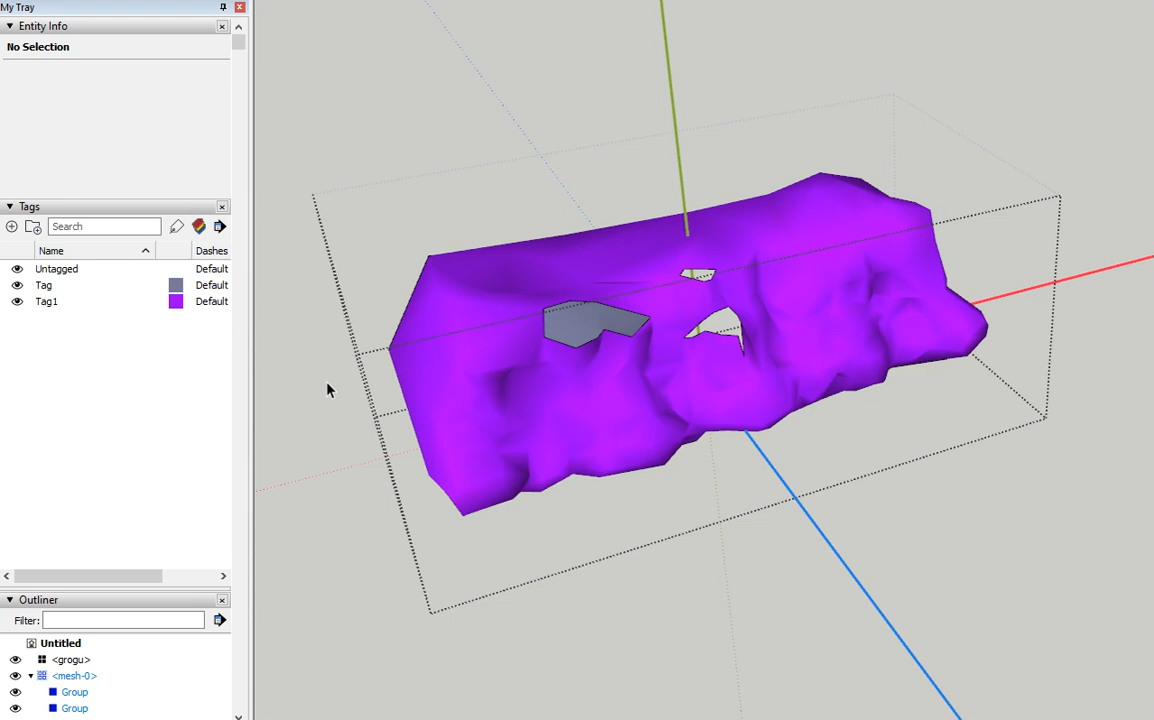 My Tray
Entity Info
No Selection
Tags
Search
Name Dashes
Untagged Default
Tag Default
Tag1 Default
Outliner
Filter:
Untitled
<grogu>
<mesh-0>
Group
Group